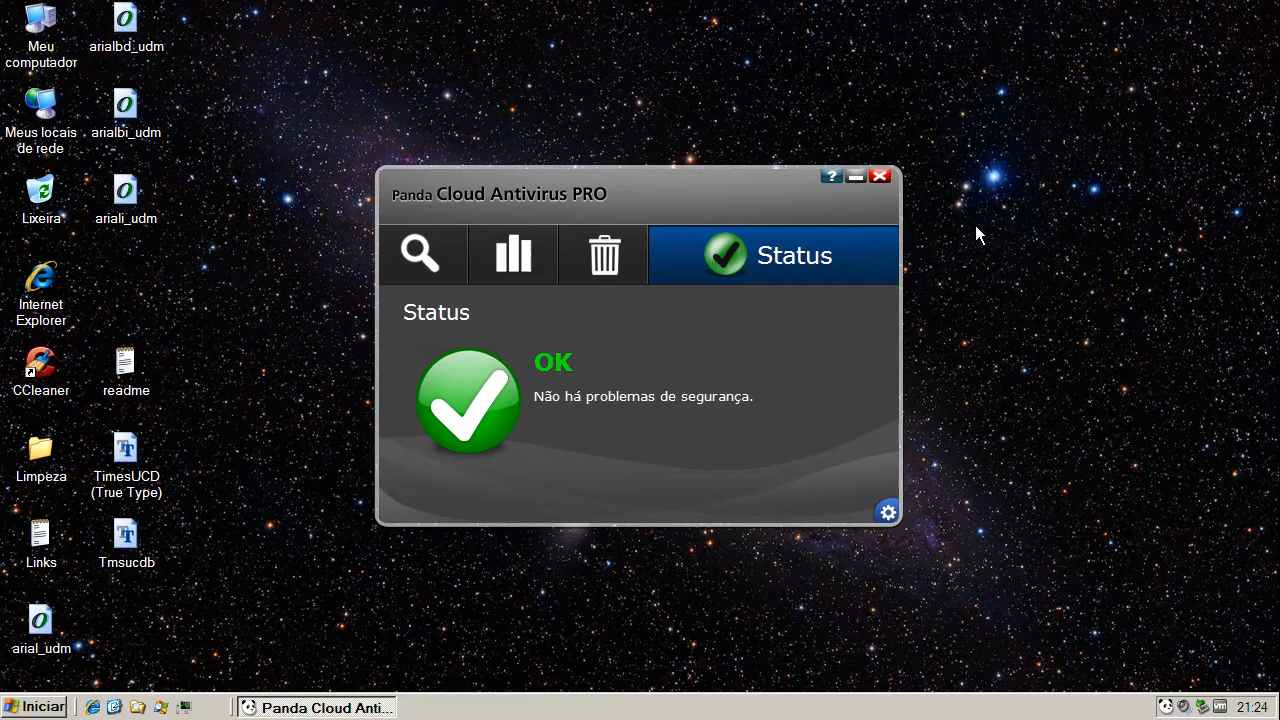 Meu
computador
arialbd_udm
Meus locais
de rede
arialbi_udm
Lixeira
ariali_udm
Internet
Explorer
CCleaner
readme
Limpeza
TimesUCD
(True Type)
Links
Tmsucdb
arial_udm
Panda Cloud Antivirus PRO
?
Status
Status
OK
Não há problemas de segurança.
Iniciar
Panda Cloud Anti...
vm
21:24